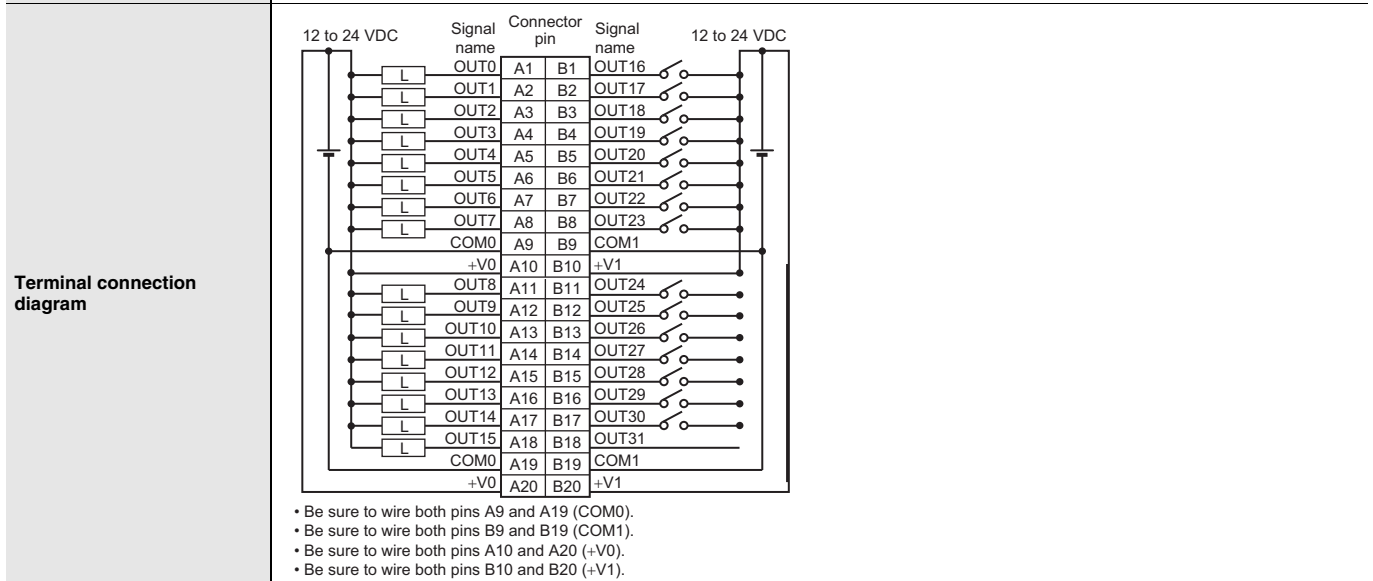 12 to 24 VDC Signal name Connector pin Signal name 12 to 24 VDC
L OUT0 A1 B1 OUT16
L OUT1 A2 B2 OUT17
L OUT2 A3 B3 OUT18
L OUT3 A4 B4 OUT19
L OUT4 A5 B5 OUT20
L OUT5 A6 B6 OUT21
L OUT6 A7 B7 OUT22
L OUT7 A8 B8 OUT23
COM0 A9 B9 COM1
+V0 A10 B10 +V1
L OUT8 A11 B11 OUT24
L OUT9 A12 B12 OUT25
L OUT10 A13 B13 OUT26
L OUT11 A14 B14 OUT27
L OUT12 A15 B15 OUT28
L OUT13 A16 B16 OUT29
L OUT14 A17 B17 OUT30
L OUT15 A18 B18 OUT31
COM0 A19 B19 COM1
+V0 A20 B20 +V1
Terminal connection
diagram
• Be sure to wire both pins A9 and A19 (COM0).
• Be sure to wire both pins B9 and B19 (COM1).
• Be sure to wire both pins A10 and A20 (+V0).
• Be sure to wire both pins B10 and B20 (+V1).